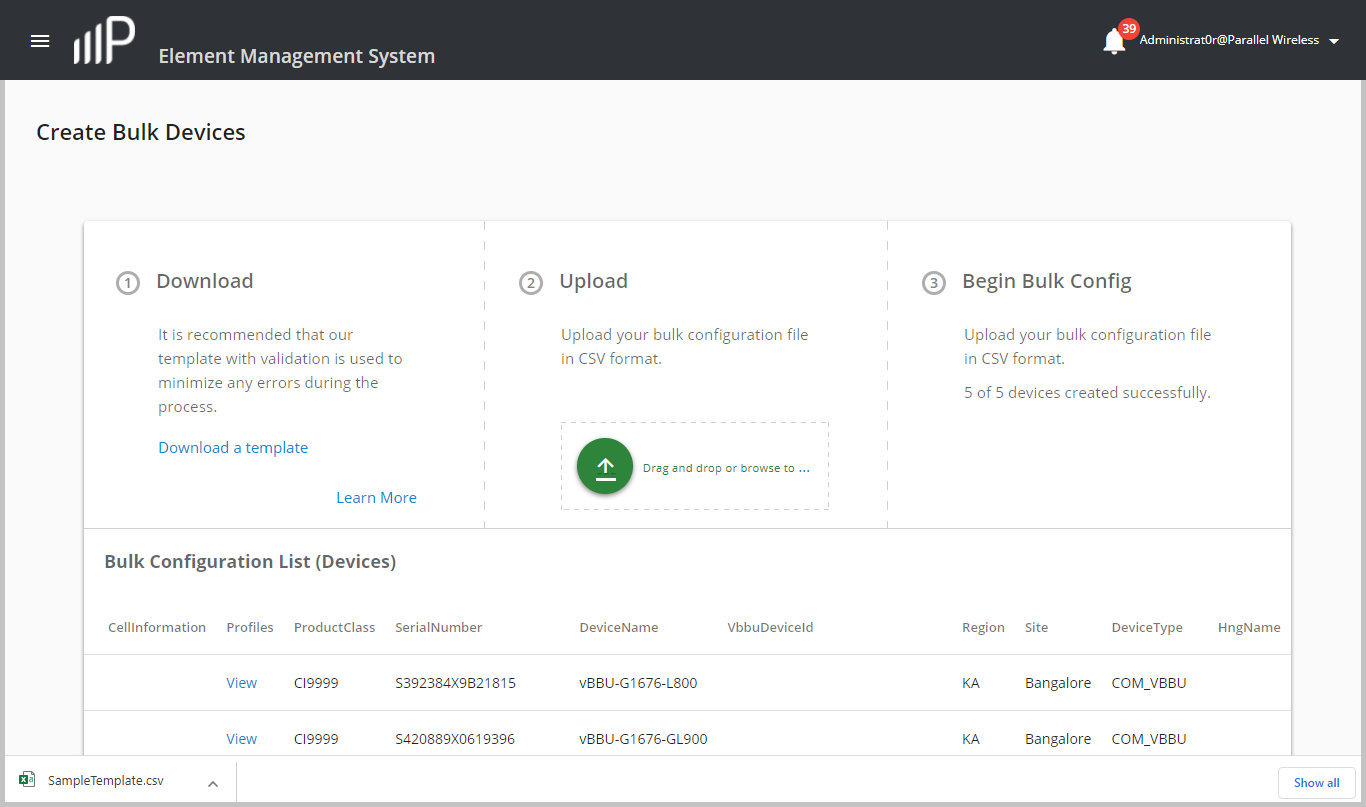 P
Element Management System
39
Administrat0r@Parallel Wireless
Create Bulk Devices
1 Download
It is recommended that our
template with validation is used to
minimize any errors during the
process.
Download a template
Learn More
2 Upload
Upload your bulk configuration file
in CSV format.
Drag and drop or browse to ...
3 Begin Bulk Config
Upload your bulk configuration file
in CSV format.
5 of 5 devices created successfully.
Bulk Configuration List (Devices)
CellInformation Profiles ProductClass SerialNumber DeviceName VbbuDeviceId Region Site DeviceType HngName
View CI9999 S392384X9B21815 vBBU-G1676-L800 KA Bangalore COM_VBBU
View CI9999 S420889X0619396 vBBU-G1676-GL900 KA Bangalore COM_VBBU
SampleTemplate.csv
Show all